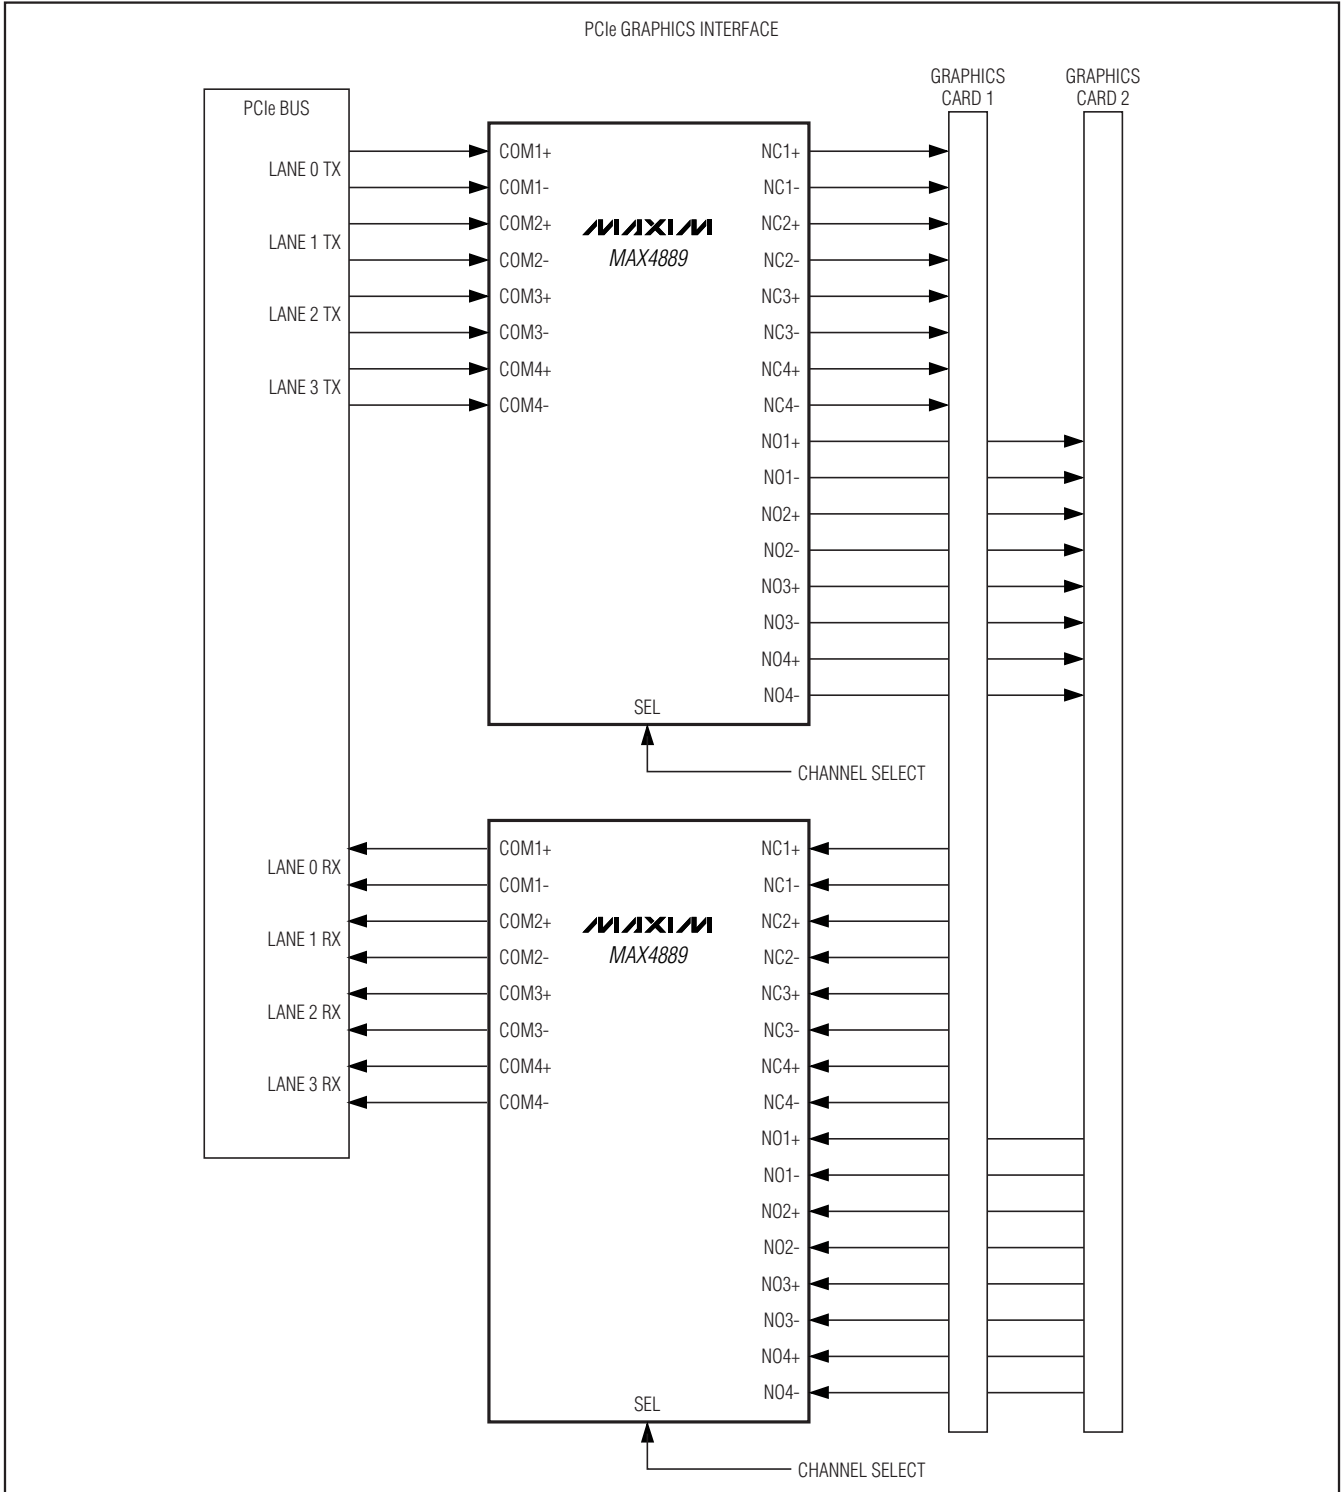 PCIe GRAPHICS INTERFACE
GRAPHICS
CARD 1
GRAPHICS
CARD 2
PCIe BUS
LANE 0 TX
LANE 1 TX
LANE 2 TX
LANE 3 TX
COM1+
COM1-
COM2+
COM2-
COM3+
COM3-
COM4+
COM4-
MAXIM
MAX4889
NC1+
NC1-
NC2+
NC2-
NC3+
NC3-
NC4+
NC4-
NO1+
NO1-
NO2+
NO2-
NO3+
NO3-
NO4+
NO4-
SEL
CHANNEL SELECT
LANE 0 RX
LANE 1 RX
LANE 2 RX
LANE 3 RX
COM1+
COM1-
COM2+
COM2-
COM3+
COM3-
COM4+
COM4-
MAXIM
MAX4889
NC1+
NC1-
NC2+
NC2-
NC3+
NC3-
NC4+
NC4-
NO1+
NO1-
NO2+
NO2-
NO3+
NO3-
NO4+
NO4-
SEL
CHANNEL SELECT